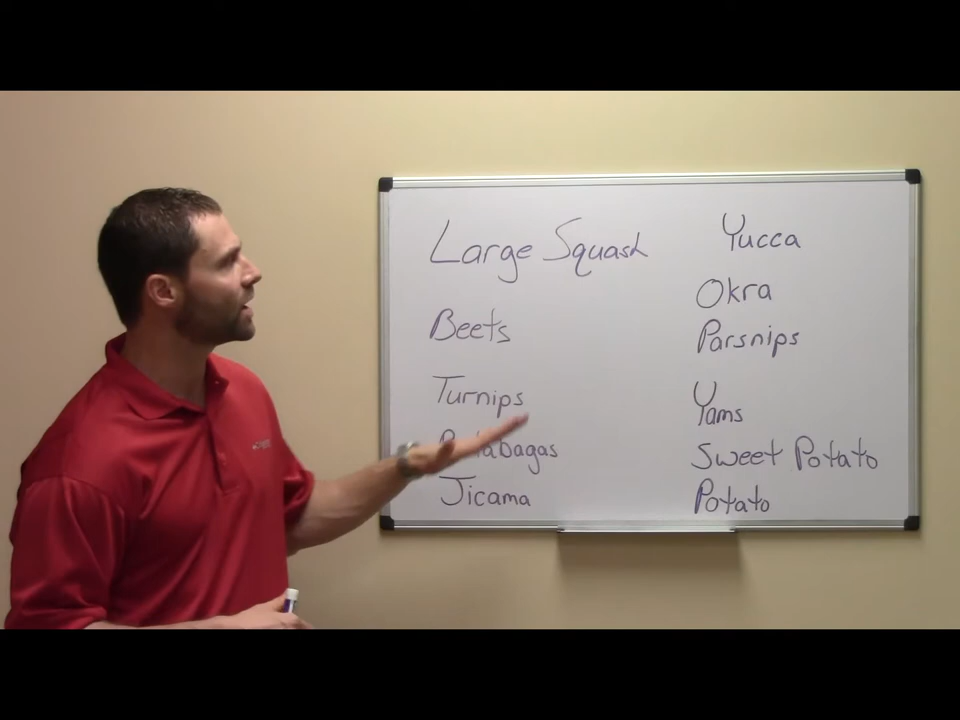 Large Squash
Beets
Turnips
Jicama
Yucca
Okra
Parsnips
Yams
Sweet Potato
Potato